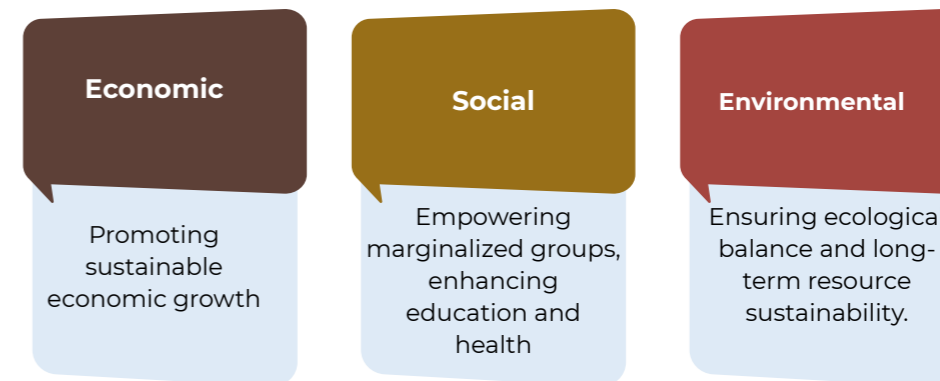 Economic
Promoting
sustainable
economic growth
Social
Empowering
marginalized groups,
enhancing
education and
health
Environmental
Ensuring ecologica
balance and long-
term resource
sustainability.